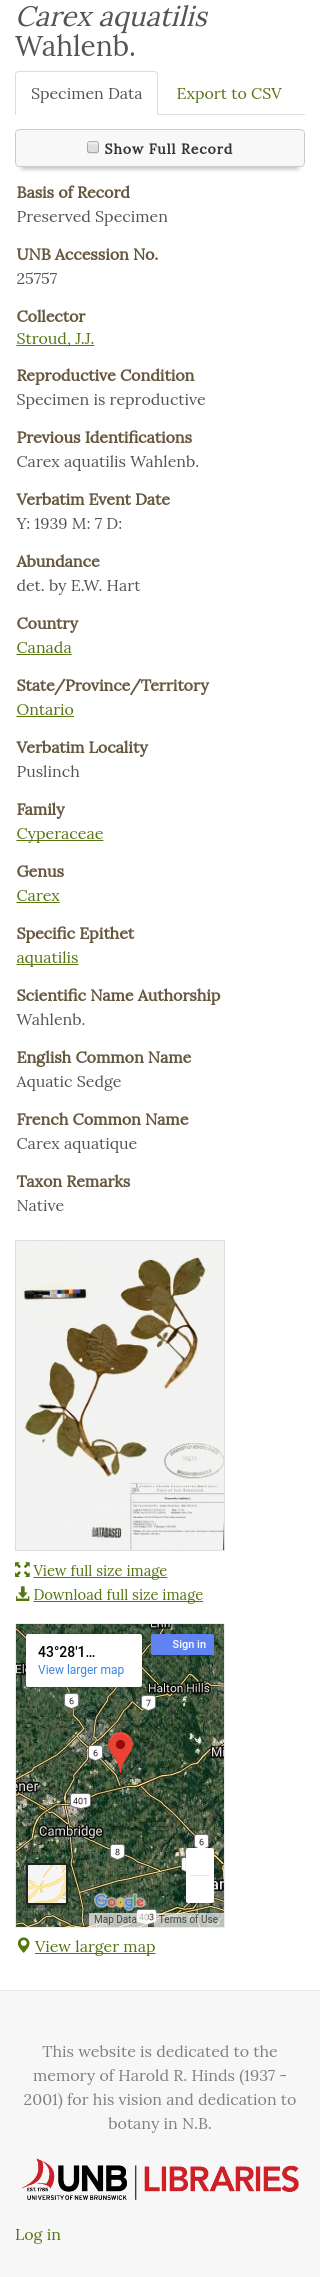 Carex aquatilis
Wahlenb.
Specimen Data
Export to CSV
Show Full Record
Basis of Record
Preserved Specimen
UNB Accession No.
25757
Collector
Stroud, J.J.
Reproductive Condition
Specimen is reproductive
Previous Identifications
Carex aquatilis Wahlenb.
Verbatim Event Date
Y: 1939 M: 7 D:
Abundance
det. by E.W. Hart
Country
Canada
State/Province/Territory
Ontario
Verbatim Locality
Puslinch
Family
Cyperaceae
Genus
Carex
Specific Epithet
aquatilis
Scientific Name Authorship
Wahlenb.
English Common Name
Aquatic Sedge
French Common Name
Carex aquatique
Taxon Remarks
Native
DATABASED
View full size image
Download full size image
43°28'1...
View larger map
Sign in
Halton Hills
6
7
6
401
Cambridge
8
6
Google
403
Map Data
Terms of Use
View larger map
This website is dedicated to the
memory of Harold R. Hinds (1937 -
2001) for his vision and dedication to
botany in N.B.
EST. 1785
UNB
UNIVERSITY OF NEW BRUNSWICK
LIBRARIES
Log in